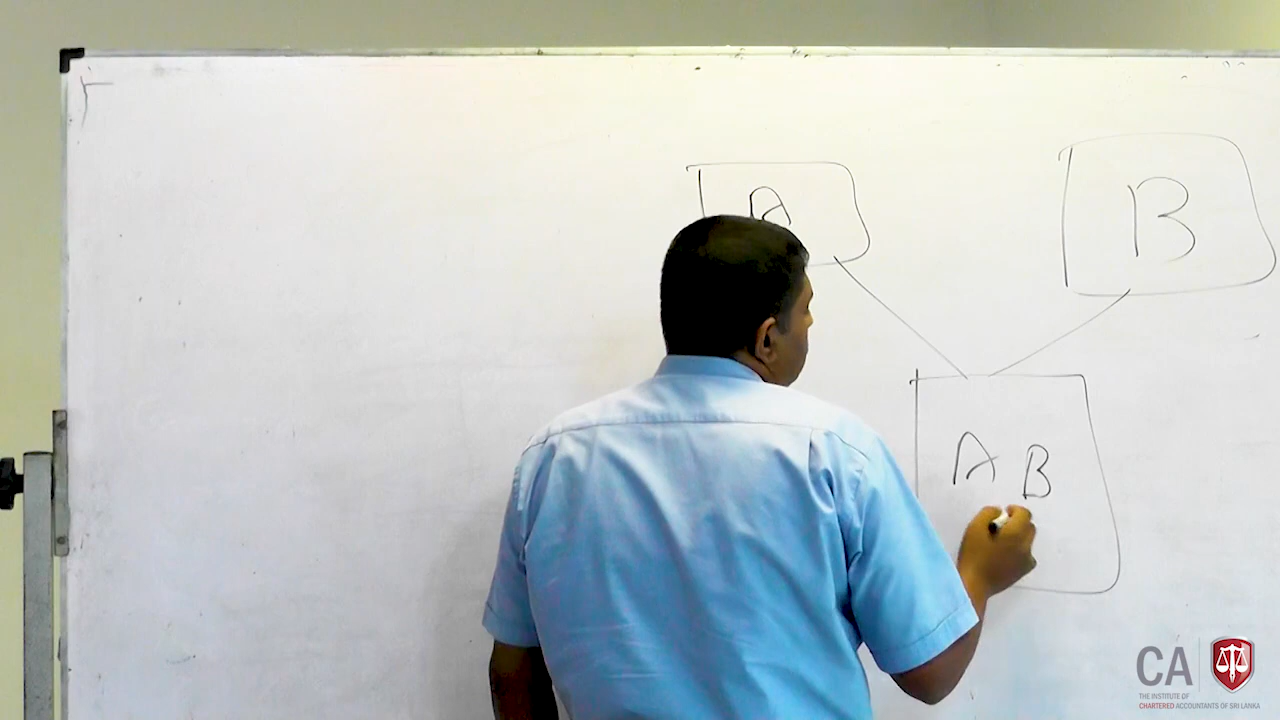 A
B
A B
CA
THE INSTITUTE OF
CHARTERED ACCOUNTANTS OF SRI LANKA